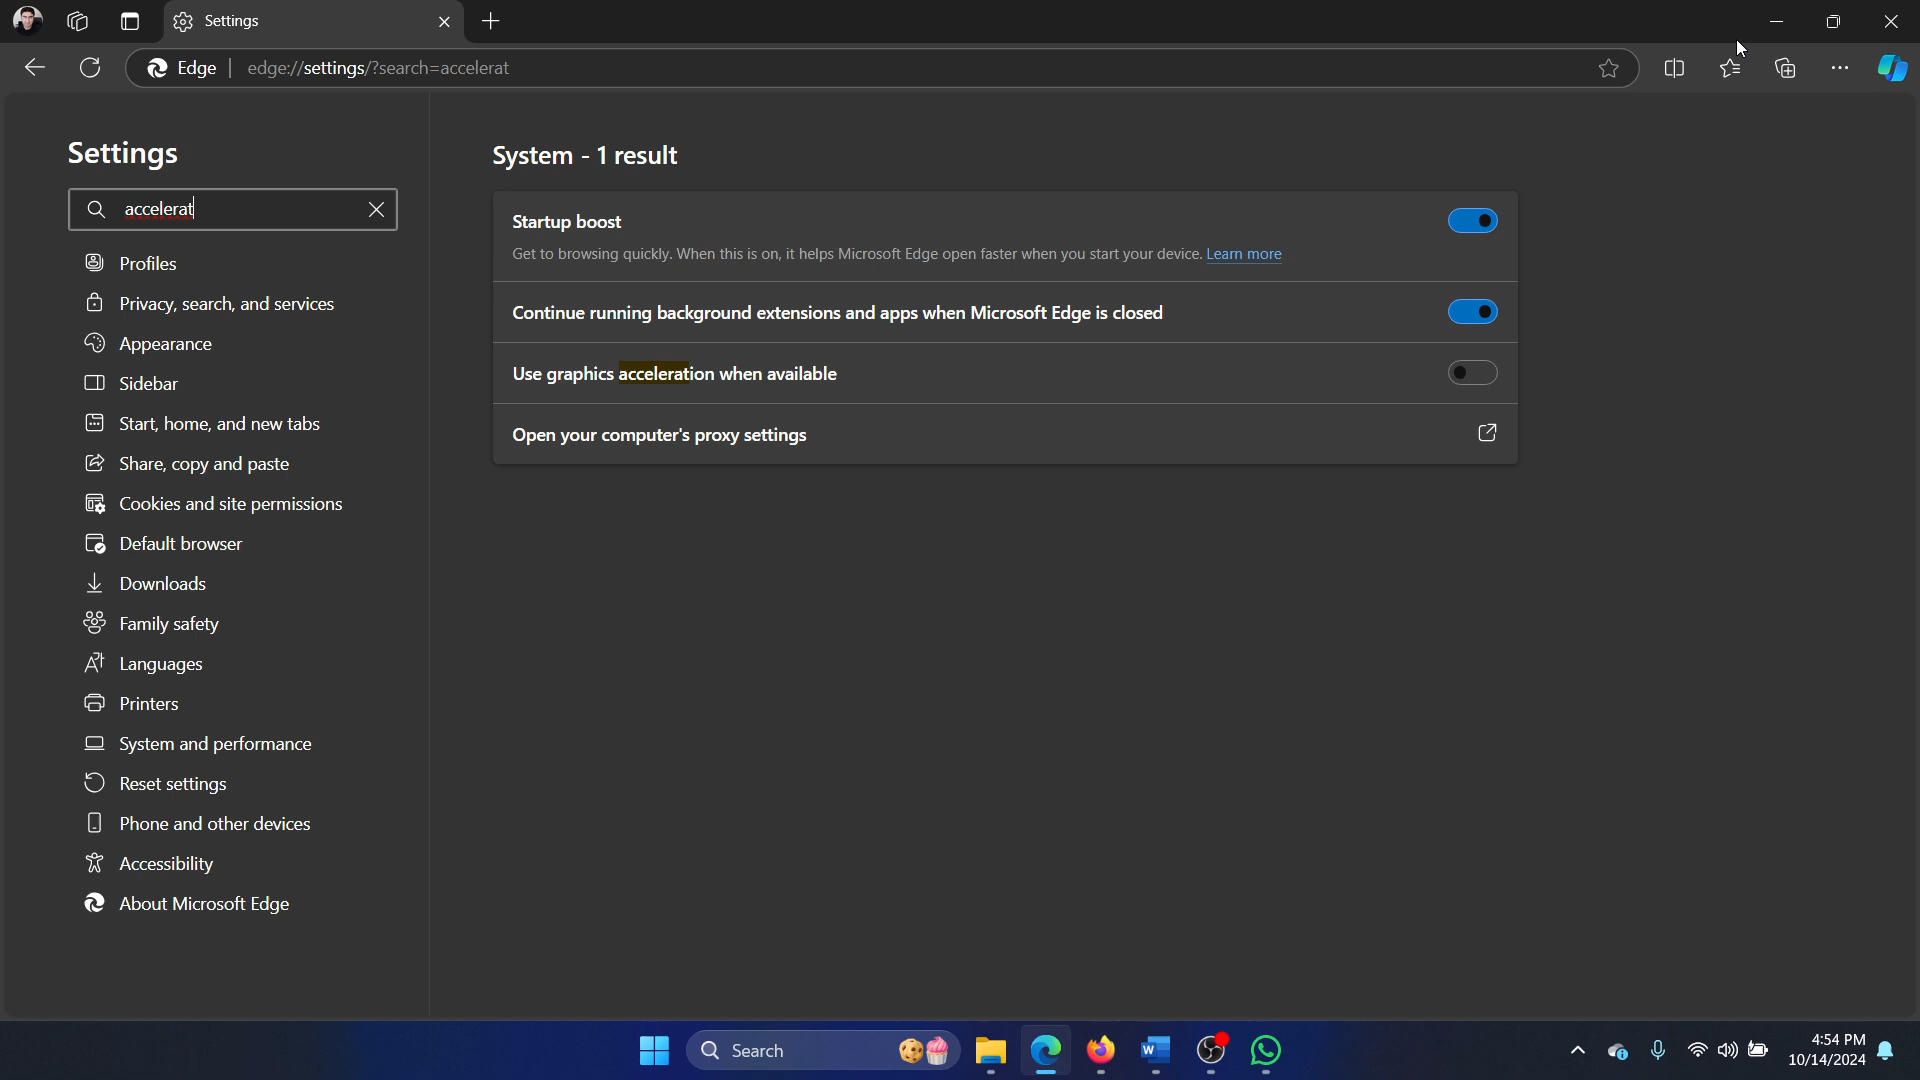 Settings
Edge
edge://settings/?search=accelerat
Settings
accelerat
Profiles
Privacy, search, and services
Appearance
Sidebar
Start, home, and new tabs
Share, copy and paste
Cookies and site permissions
Default browser
Downloads
Family safety
Languages
Printers
System and performance
Reset settings
Phone and other devices
Accessibility
About Microsoft Edge
System - 1 result
Startup boost
Get to browsing quickly. When this is on, it helps Microsoft Edge open faster when you start your device. Learn more
Continue running background extensions and apps when Microsoft Edge is closed
Use graphics acceleration when available
Open your computer's proxy settings
Search
4:54 PM
10/14/2024